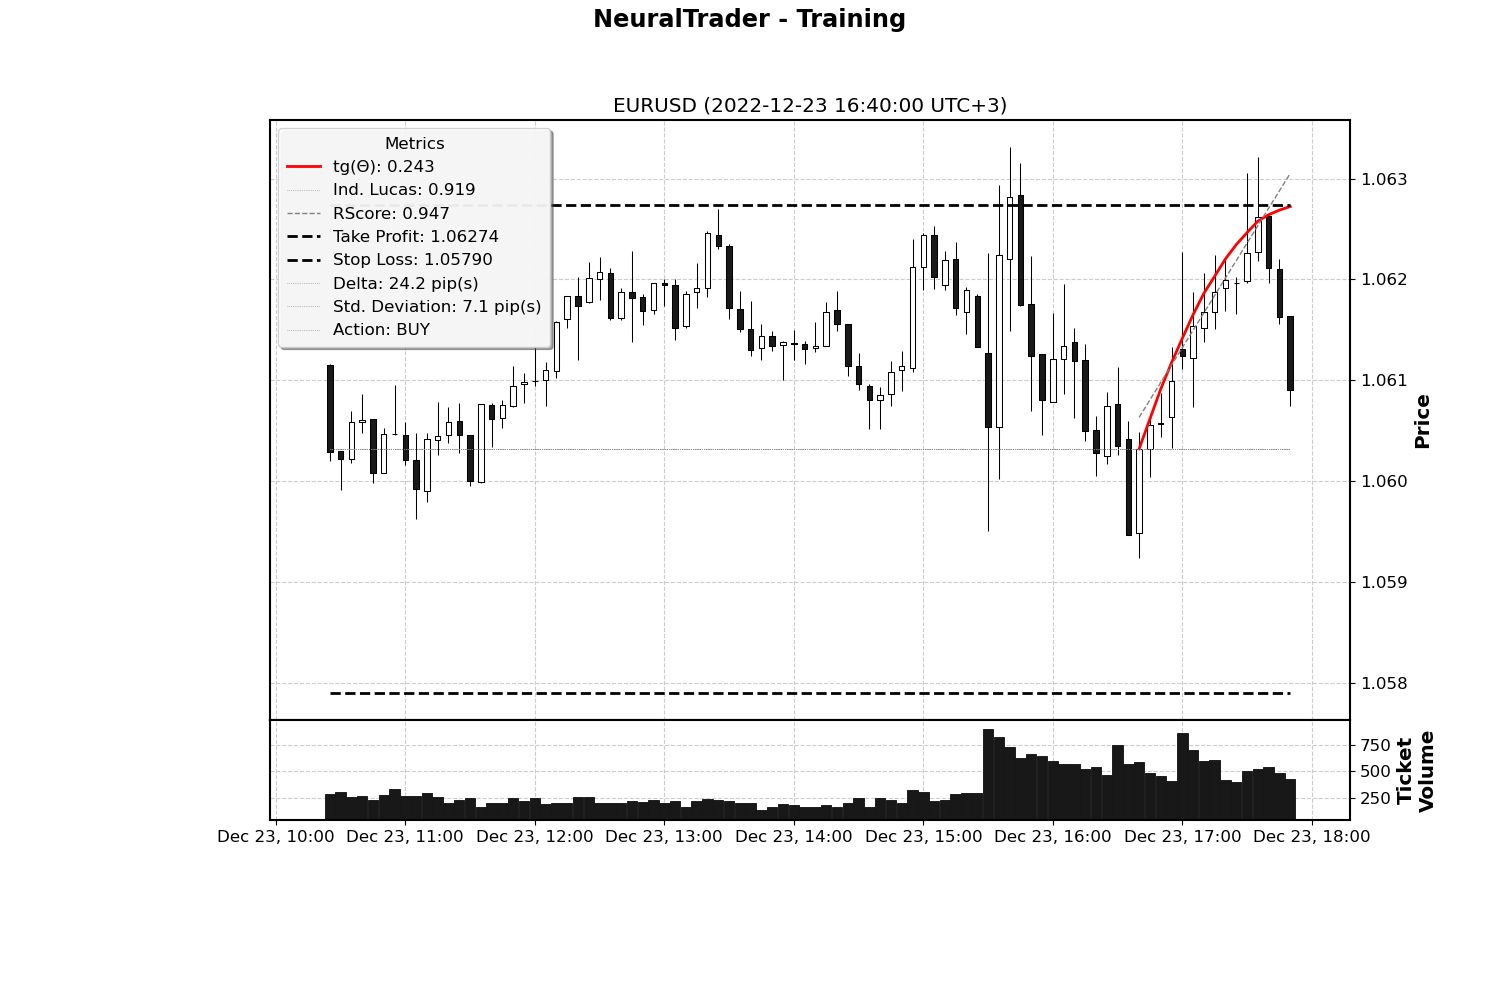 NeuralTrader - Training
EURUSD (2022-12-23 16:40:00 UTC+3)
Metrics
tg(Θ): 0.243
Ind. Lucas: 0.919
RScore: 0.947
Take Profit: 1.06274
Stop Loss: 1.05790
Delta: 24.2 pip(s)
Std. Deviation: 7.1 pip(s)
Action: BUY
1.063
1.062
1.061
1.060
1.059
1.058
Price
750
500
250
Ticket
Volume
Dec 23, 10:00 Dec 23, 11:00 Dec 23, 12:00 Dec 23, 13:00 Dec 23, 14:00 Dec 23, 15:00 Dec 23, 16:00 Dec 23, 17:00 Dec 23, 18:00